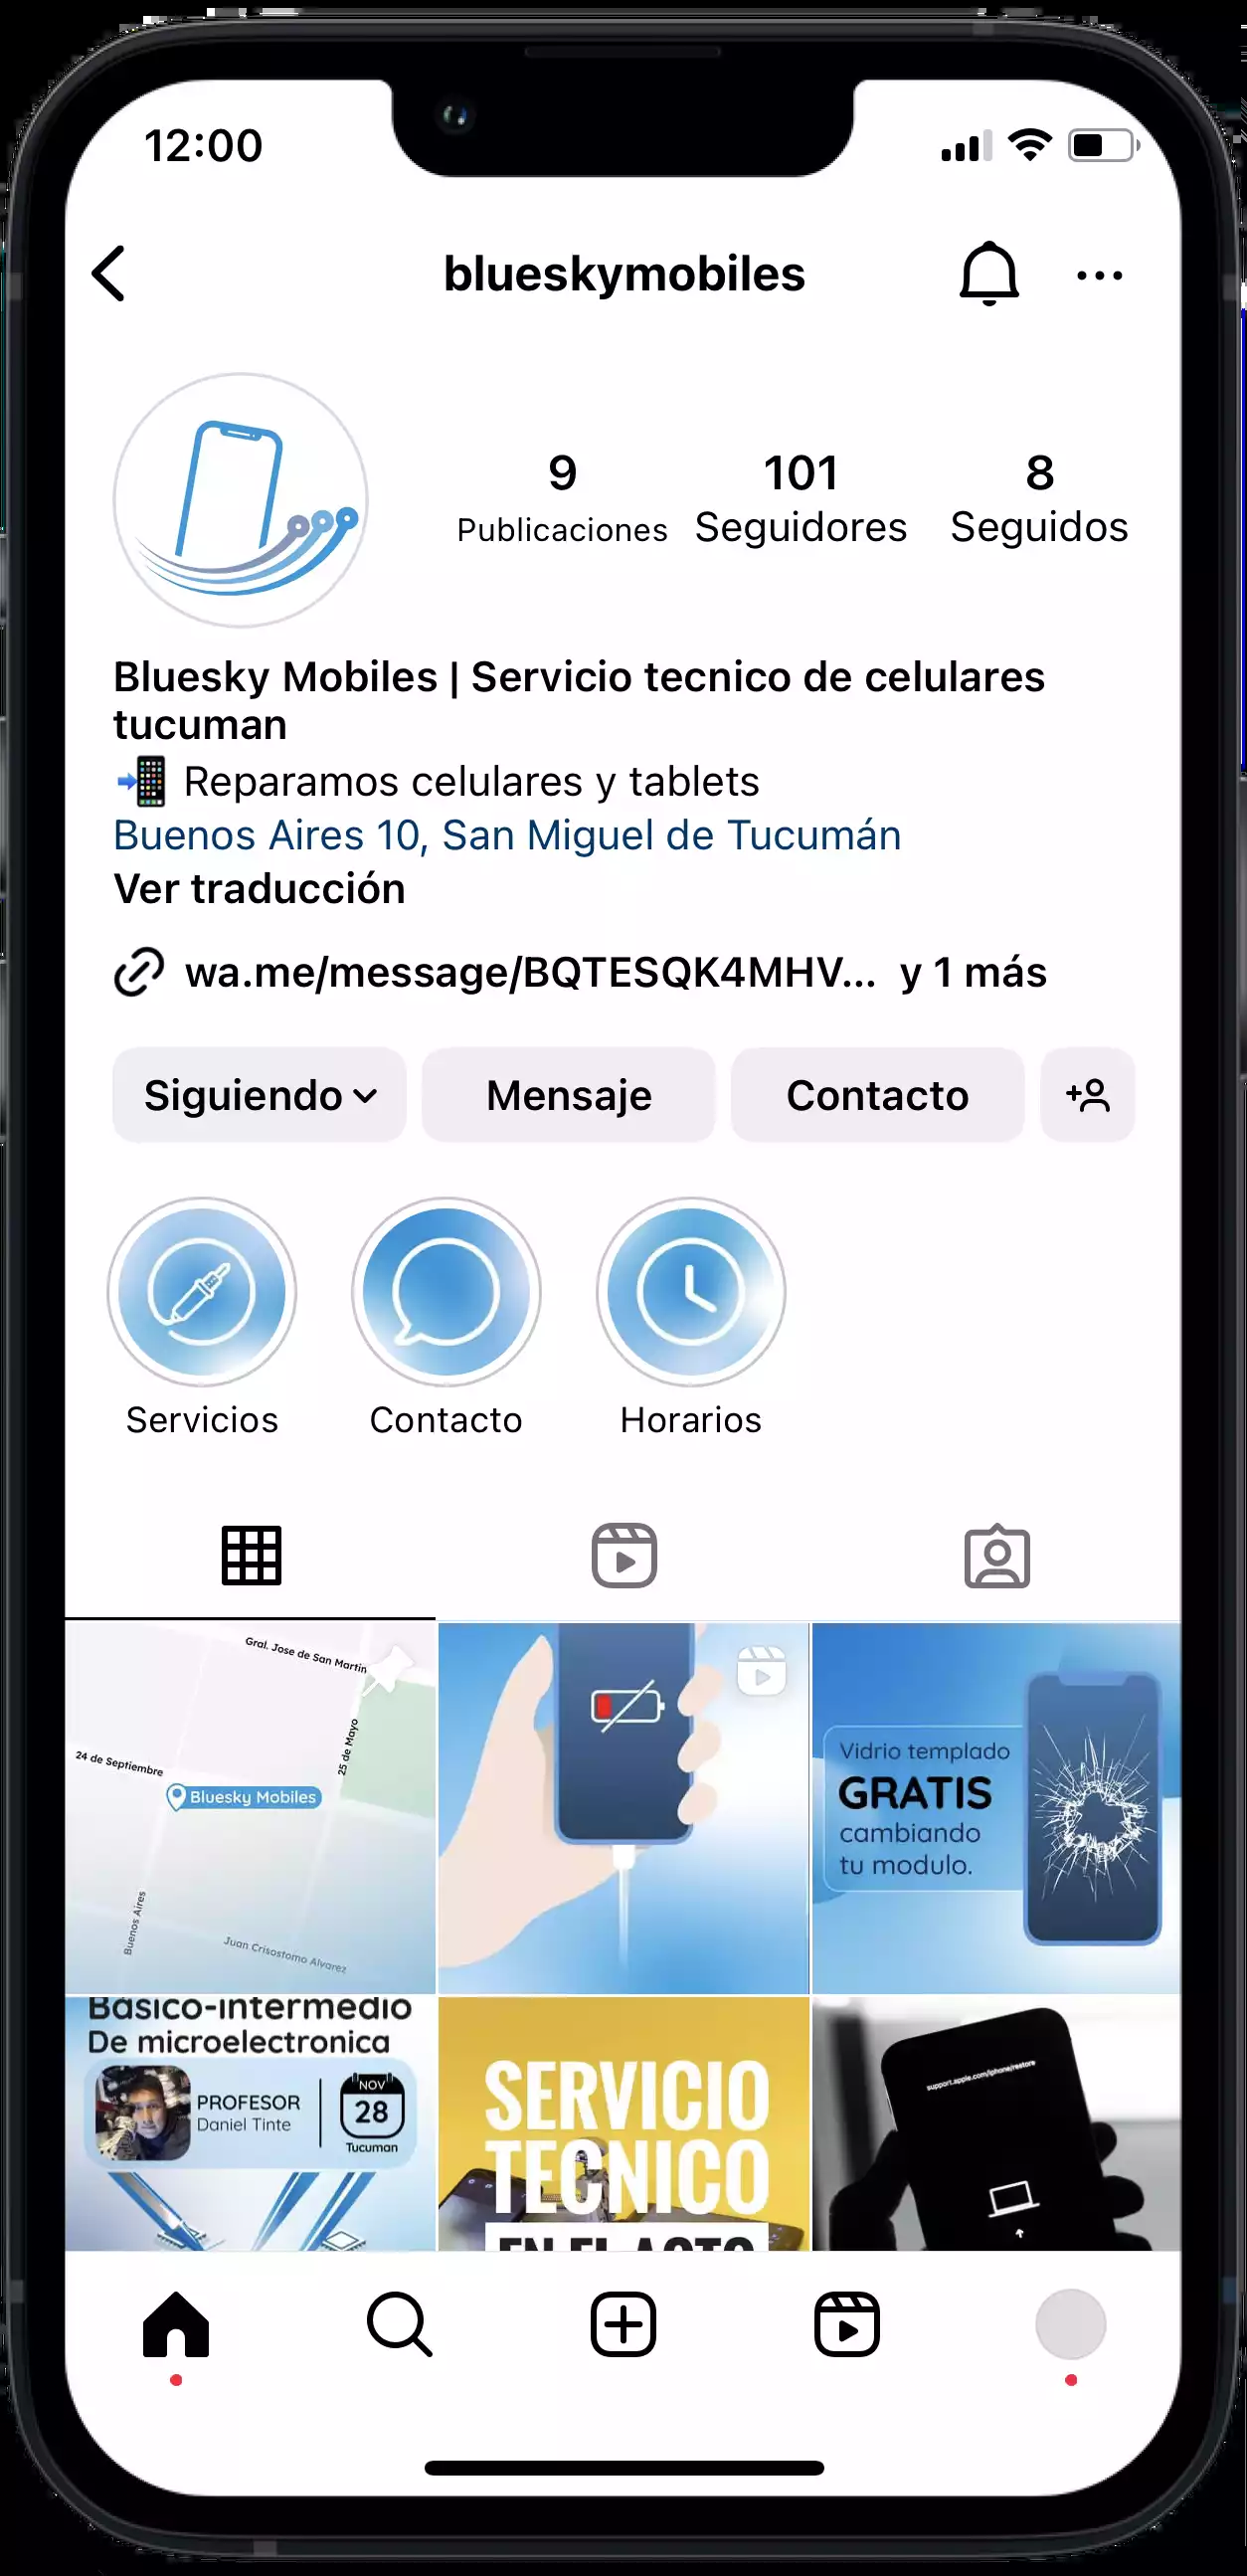 12:00
blueskymobiles
9
Publicaciones
101
Seguidores
8
Seguidos
Bluesky Mobiles | Servicio tecnico de celulares
tucuman
Reparamos celulares y tablets
Buenos Aires 10, San Miguel de Tucumán
Ver traducción
wa.me/message/BQTESQK4MHV... y 1 más
Siguiendo
Mensaje
Contacto
Servicios
Contacto
Horarios
Gral. Jose de San Martin
25 de Mayo
24 de Septiembre
Bluesky Mobiles
Buenos Aires
Juan Crisostomo Alvarez
Vidrio templado
GRATIS
cambiando
tu modulo.
Básico-intermedio
De microelectronica
PROFESOR
Daniel Tinte
NOV
28
Tucuman
SERVICIO
TECNICO
EN EL ACTO
support.apple.com/iphone/restore